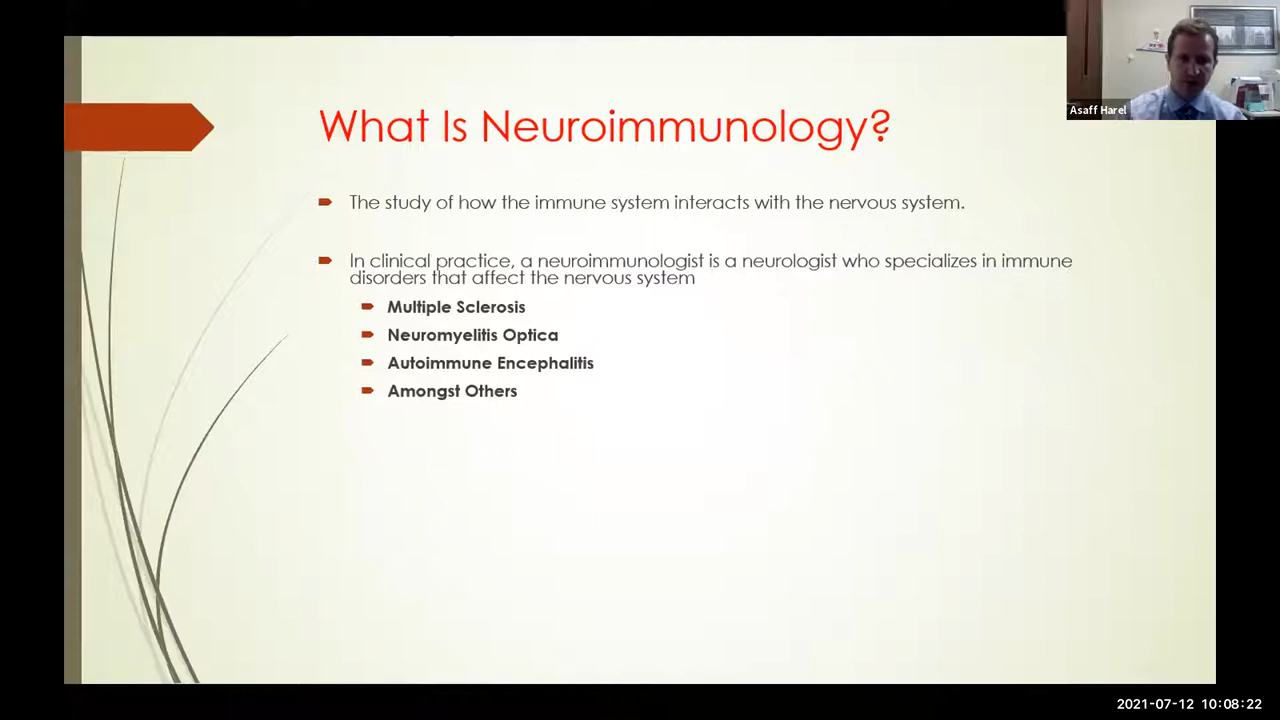 What Is Neuroimmunology?
The study of how the immune system interacts with the nervous system.
In clinical practice, a neuroimmunologist is a neurologist who specializes in immune
disorders that affect the nervous system
Multiple Sclerosis
Neuromyelitis Optica
Autoimmune Encephalitis
Amongst Others
Asaff Harel
2021-07-12 10:08:22